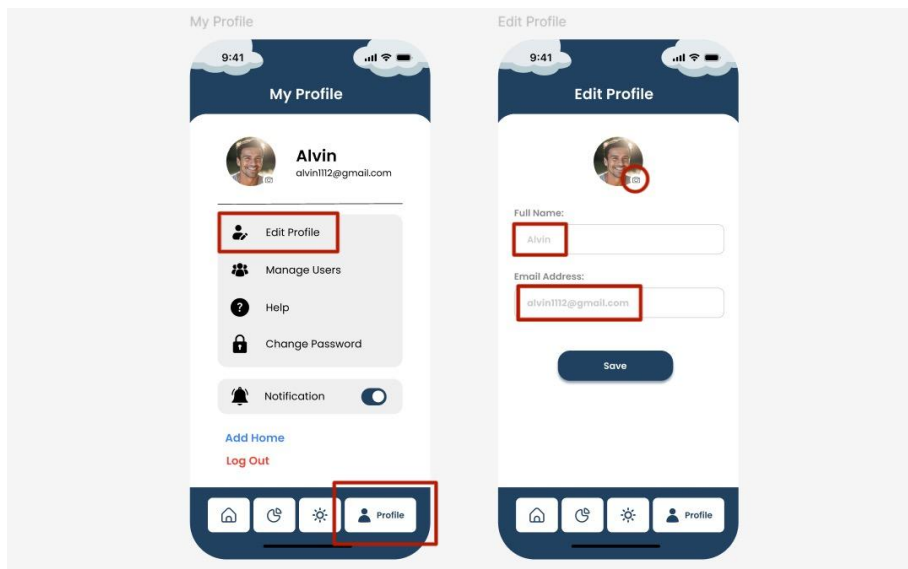 My Profile
9:41
My Profile
Alvin
alvin1112@gmail.com
Edit Profile
Manage Users
Help
Change Password
Notification
Add Home
Log Out
Profile
Edit Profile
9:41
Edit Profile
Full Name:
Alvin
Email Address:
alvin1112@gmail.com
Save
Profile